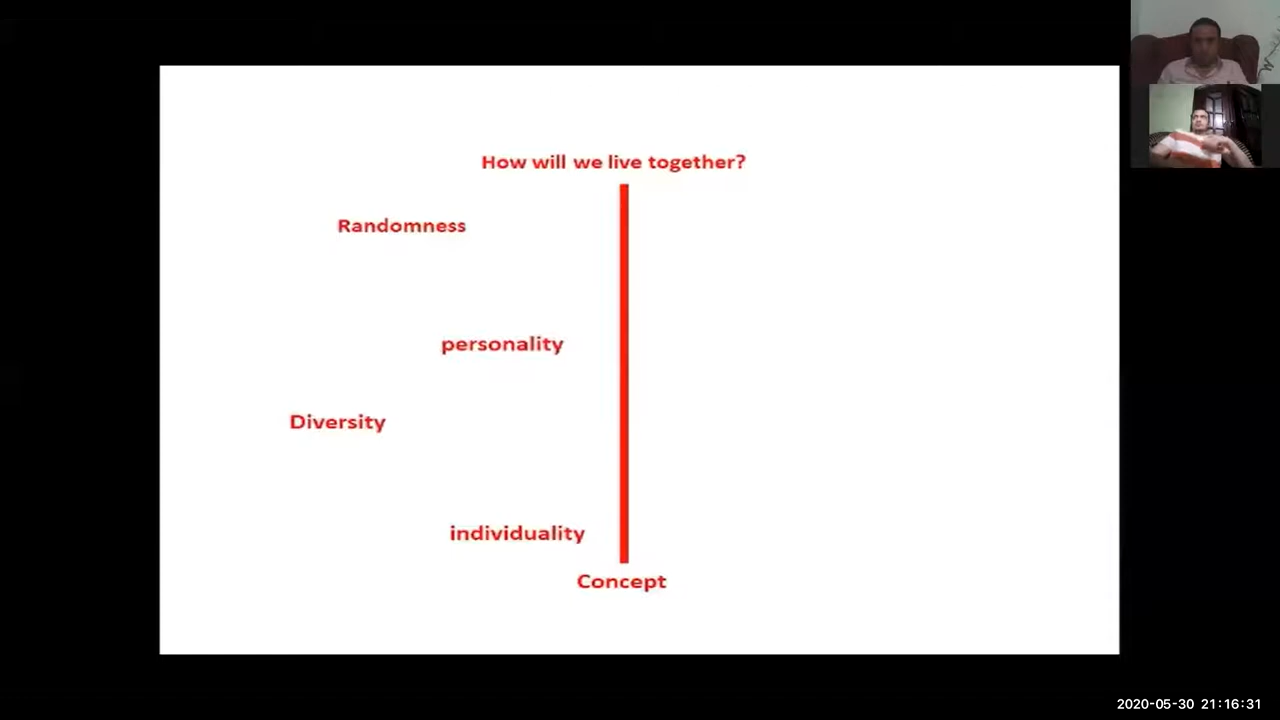 How will we live together?
Randomness
personality
Diversity
individuality
Concept
2020-05-30 21:16:31